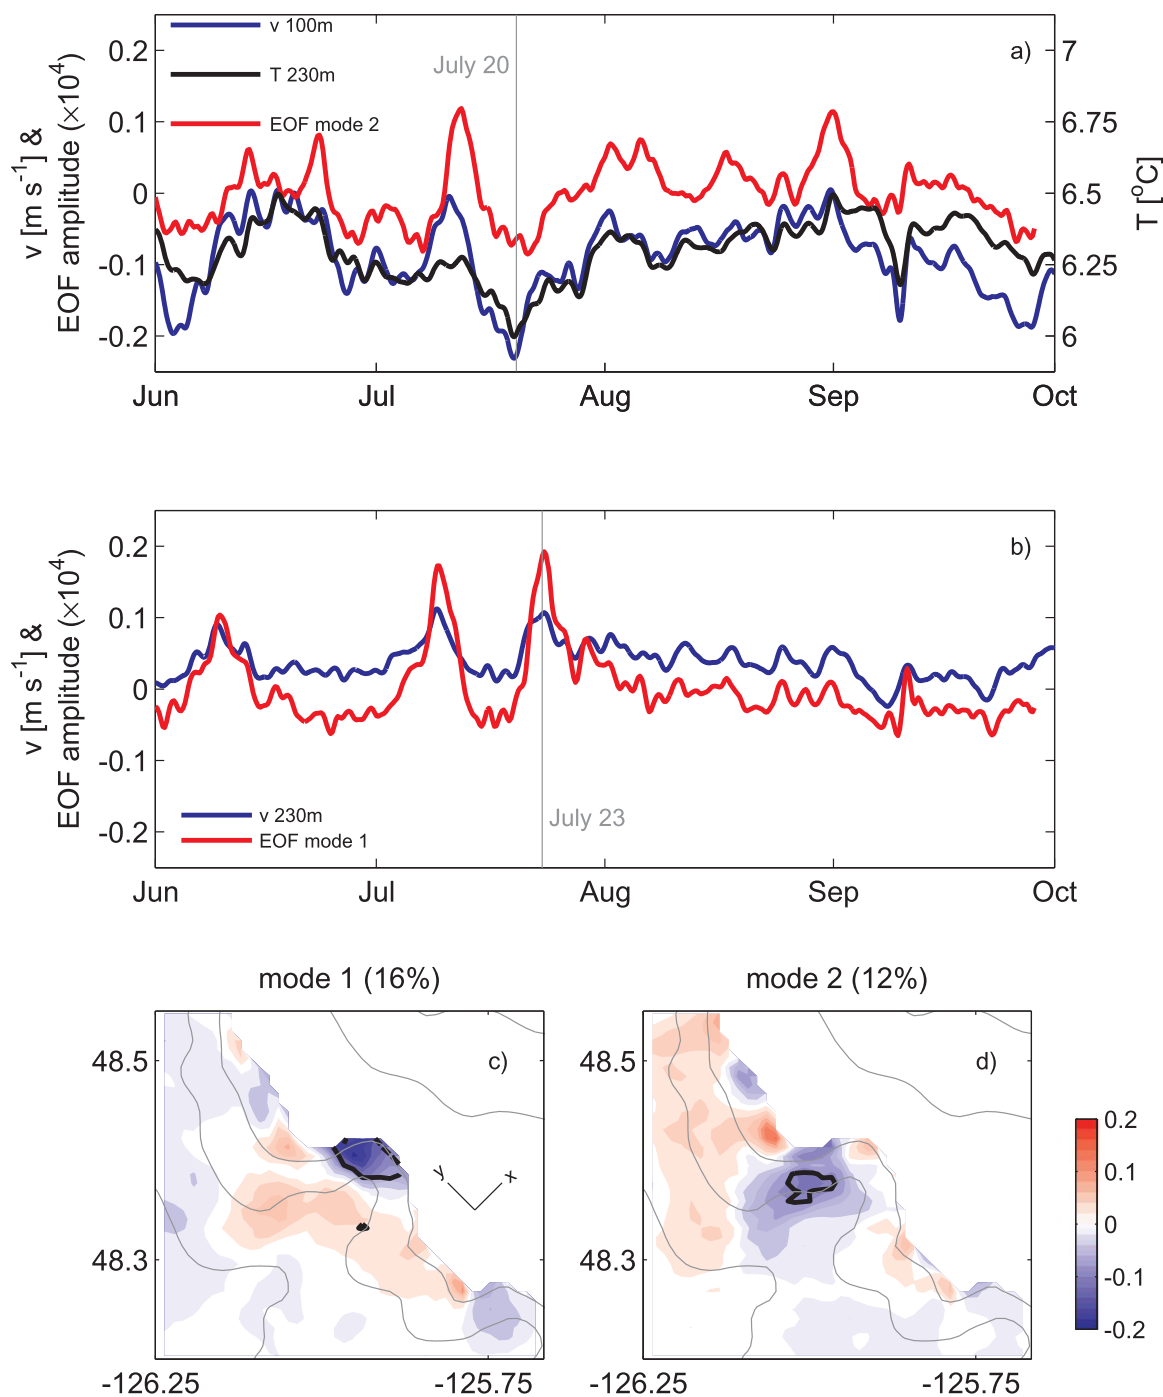 v 100m
T 230m
EOF mode 2
July 20
a)
v [m s⁻¹] &
EOF amplitude (×10⁴)
0.2
0.1
0
-0.1
-0.2
7
6.75
6.5
6.25
6
T [°C]
Jun
Jul
Aug
Sep
Oct
b)
v [m s⁻¹] &
EOF amplitude (×10⁴)
0.2
0.1
0
-0.1
-0.2
v 230m
EOF mode 1
July 23
Jun
Jul
Aug
Sep
Oct
mode 1 (16%)
c)
48.5
48.3
y
x
-126.25
-125.75
mode 2 (12%)
d)
48.5
48.3
-126.25
-125.75
0.2
0.1
0
-0.1
-0.2